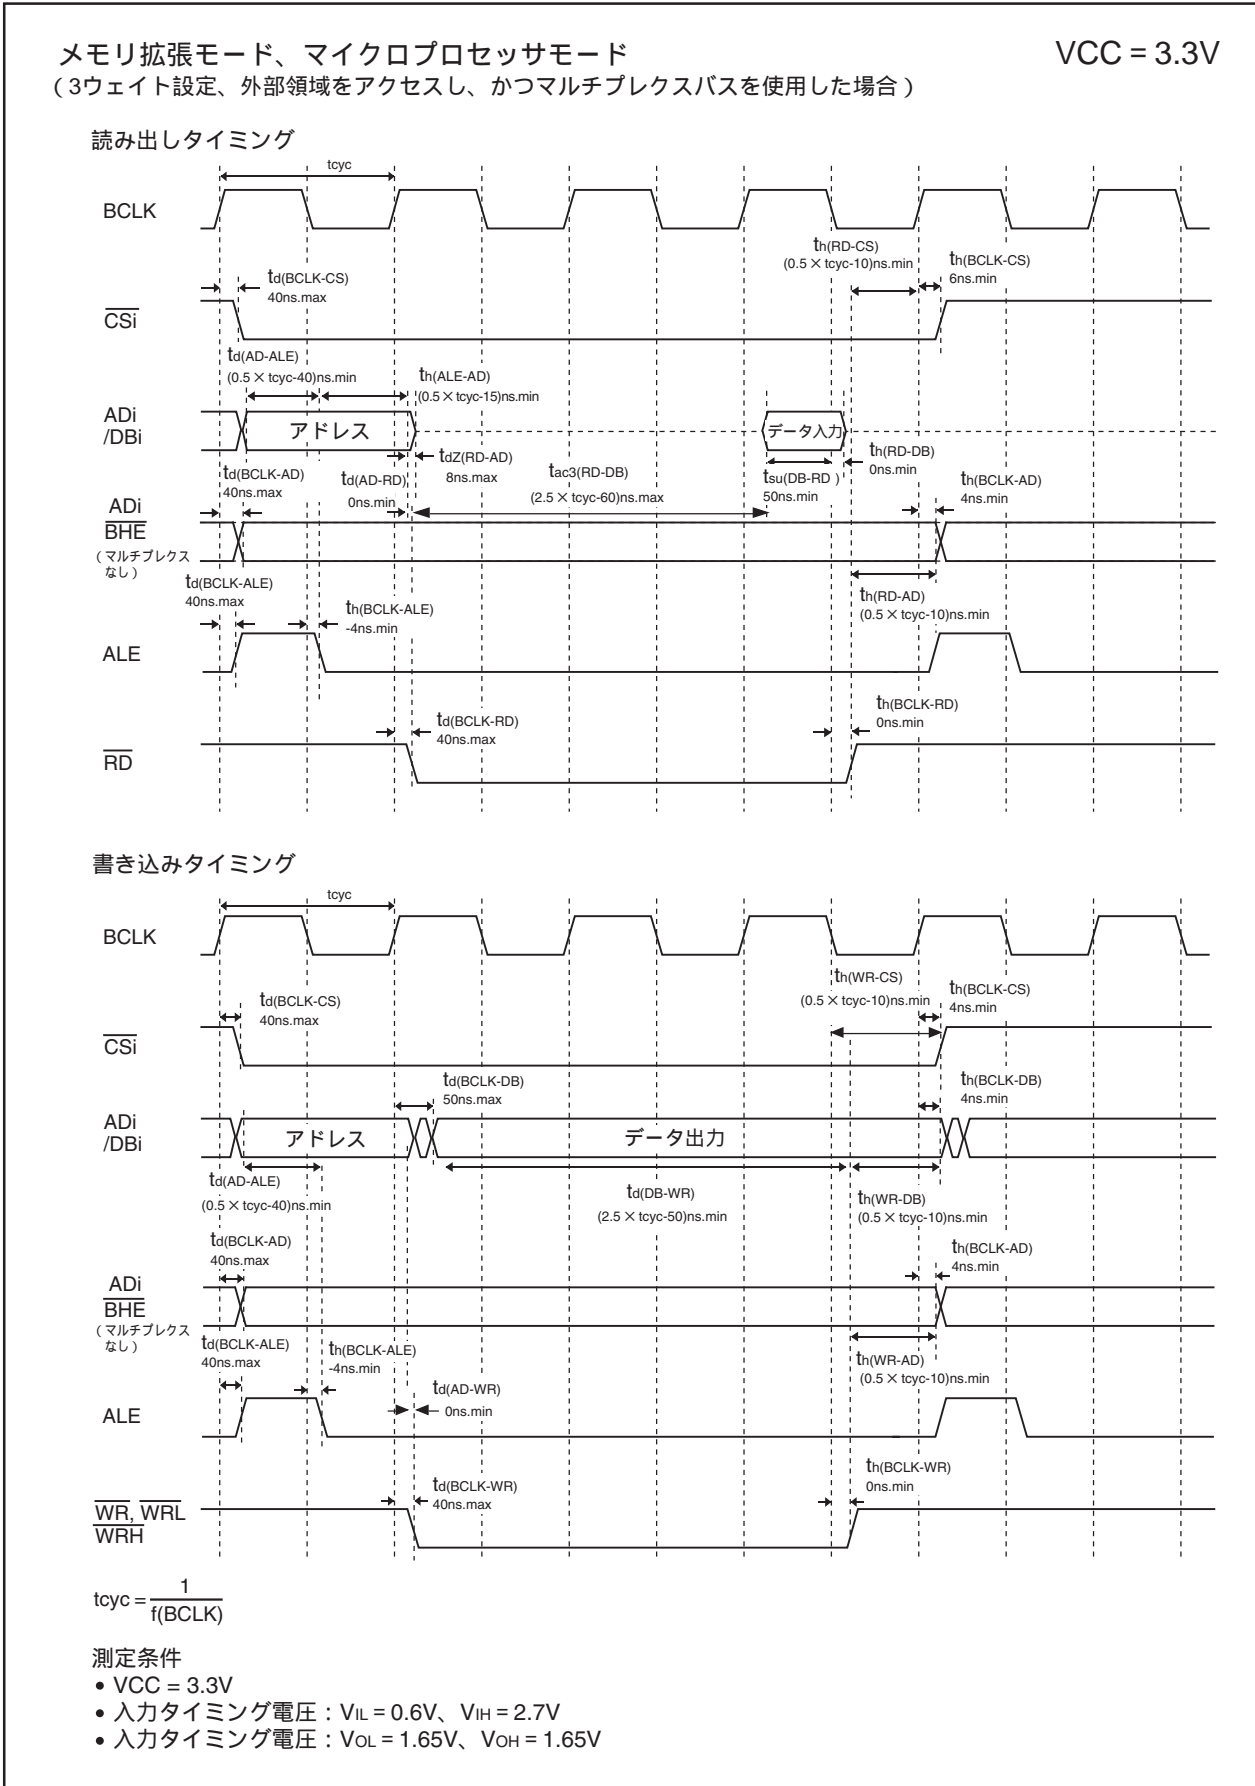 メモリ拡張モード、マイクロプロセッサモード
VCC = 3.3V
(3ウェイト設定、外部領域をアクセスし、かつマルチプレクスバスを使用した場合)
読み出しタイミング
tcyc
BCLK
th(RD-CS)
(0.5 × tcyc-10)ns.min
th(BCLK-CS)
6ns.min
td(BCLK-CS)
40ns.max
CSi
td(AD-ALE)
(0.5 × tcyc-40)ns.min
th(ALE-AD)
(0.5 × tcyc-15)ns.min
ADi
/DBi
アドレス
データ入力
td(BCLK-AD)
40ns.max
td(AD-RD)
0ns.min
tdZ(RD-AD)
8ns.max
tac3(RD-DB)
(2.5 × tcyc-60)ns.max
tsu(DB-RD )
50ns.min
th(RD-DB)
0ns.min
th(BCLK-AD)
4ns.min
ADi
BHE
(マルチプレクス
なし)
td(BCLK-ALE)
40ns.max
th(BCLK-ALE)
-4ns.min
th(RD-AD)
(0.5 × tcyc-10)ns.min
ALE
td(BCLK-RD)
40ns.max
th(BCLK-RD)
0ns.min
RD
書き込みタイミング
tcyc
BCLK
th(WR-CS)
(0.5 × tcyc-10)ns.min
th(BCLK-CS)
4ns.min
td(BCLK-CS)
40ns.max
CSi
td(BCLK-DB)
50ns.max
th(BCLK-DB)
4ns.min
ADi
/DBi
アドレス
データ出力
td(AD-ALE)
(0.5 × tcyc-40)ns.min
td(DB-WR)
(2.5 × tcyc-50)ns.min
th(WR-DB)
(0.5 × tcyc-10)ns.min
td(BCLK-AD)
40ns.max
th(BCLK-AD)
4ns.min
ADi
BHE
(マルチプレクス
なし)
td(BCLK-ALE)
40ns.max
th(BCLK-ALE)
-4ns.min
th(WR-AD)
(0.5 × tcyc-10)ns.min
td(AD-WR)
0ns.min
ALE
td(BCLK-WR)
40ns.max
th(BCLK-WR)
0ns.min
WR, WRL
WRH
tcyc = 1
f(BCLK)
測定条件
• VCC = 3.3V
• 入力タイミング電圧:VIL = 0.6V、VIH = 2.7V
• 入力タイミング電圧:VOL = 1.65V、VOH = 1.65V